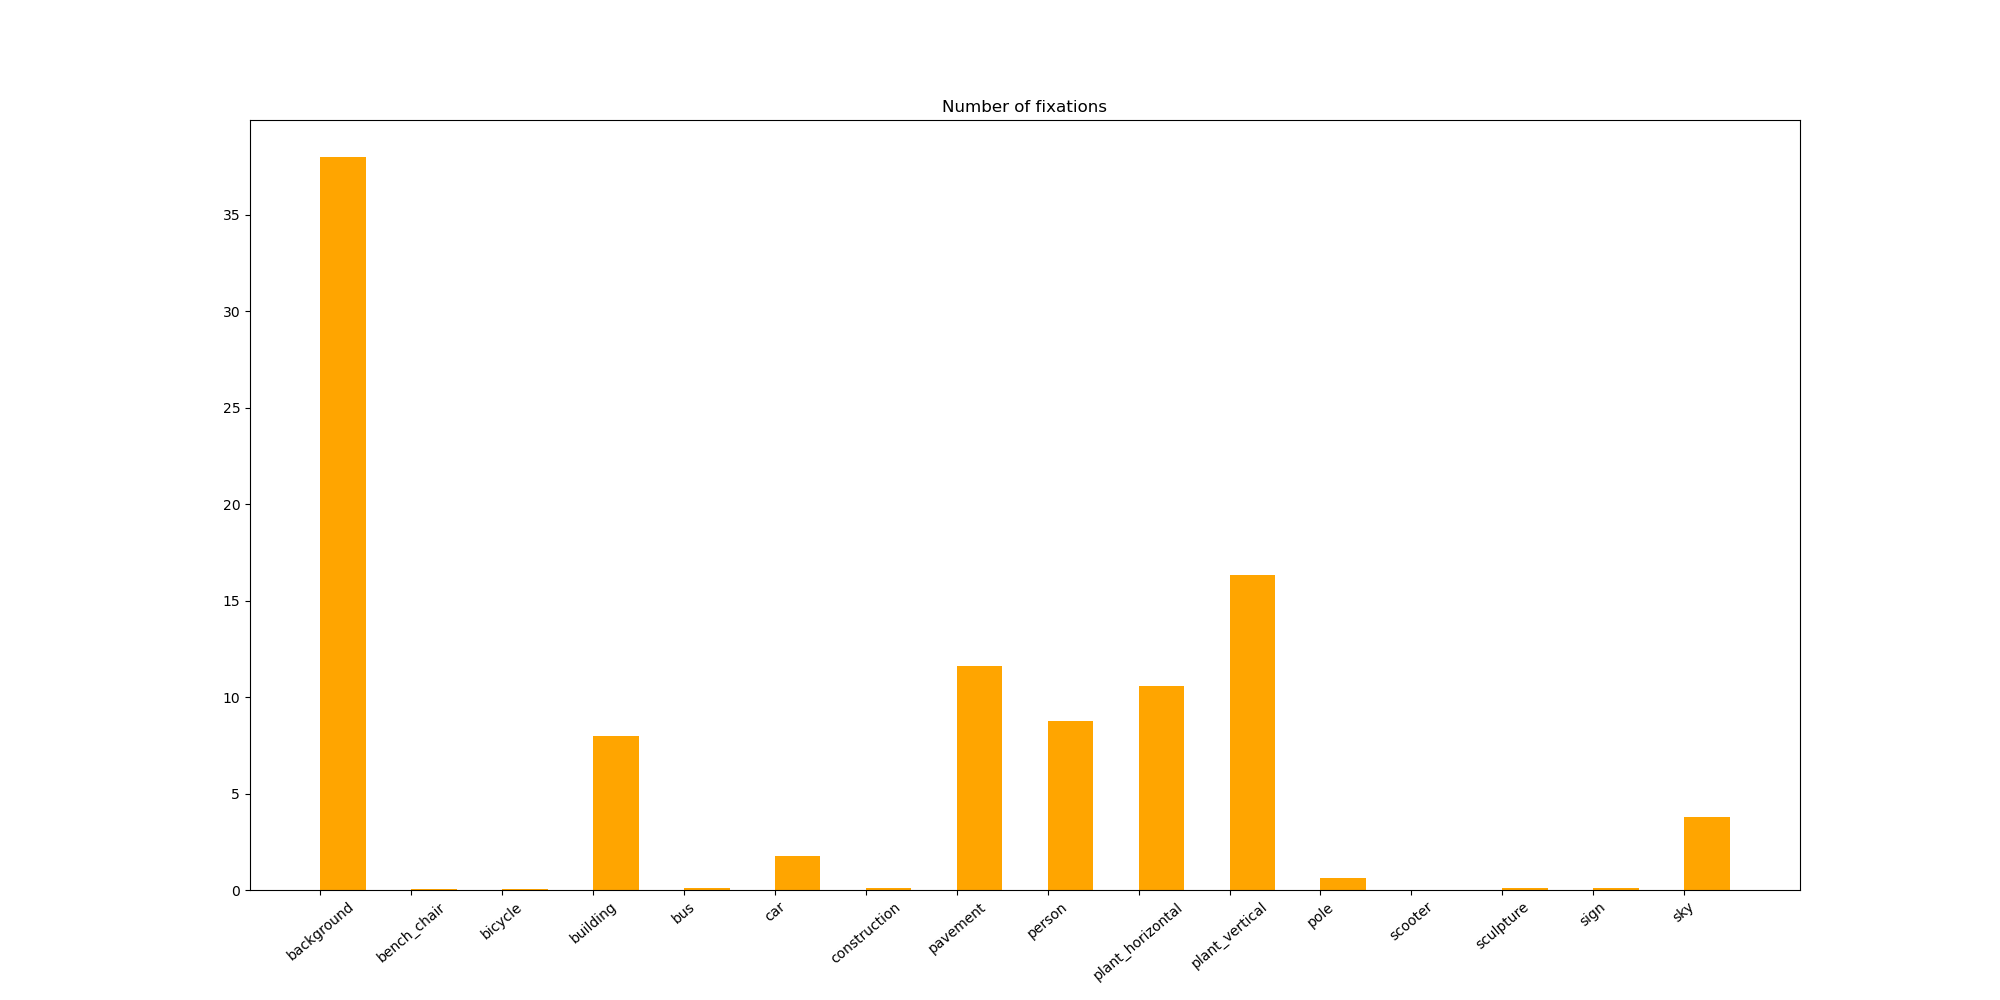 Number of fixations
35
30
25
20
15
10
5
0
background
bench_chair
bicycle
building
bus
car
construction
pavement
person
plant_horizontal
plant_vertical
pole
scooter
sculpture
sign
sky